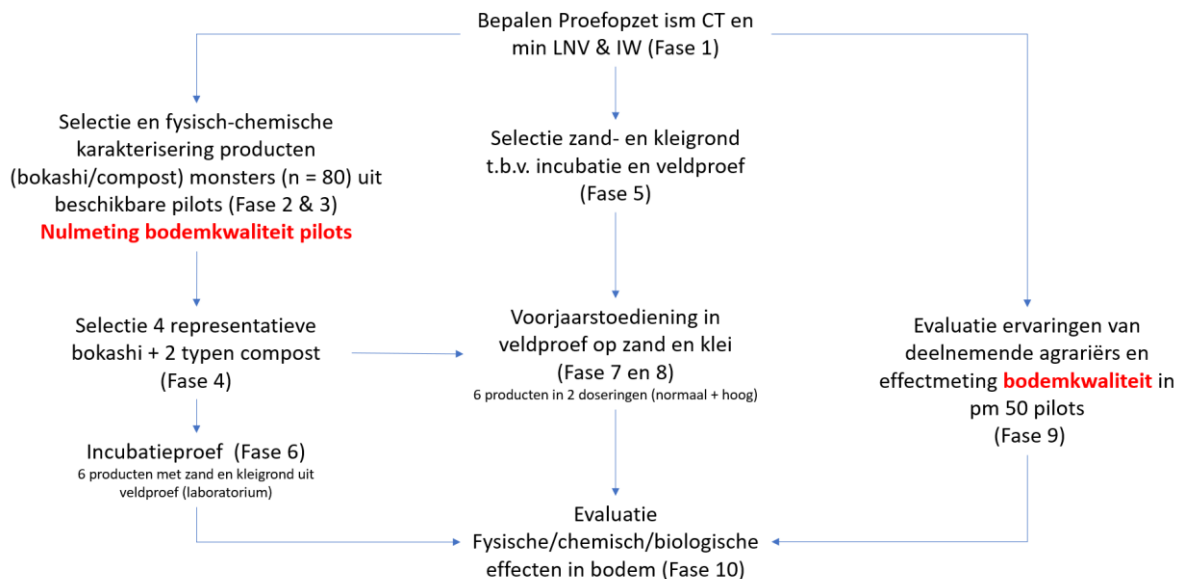 Bepalen Proefopzet ism CT en
min LNV & IW (Fase 1)
Selectie en fysisch-chemische
karakterisering producten
(bokashi/compost) monsters (n = 80) uit
beschikbare pilots (Fase 2 & 3)
Nulmeting bodemkwaliteit pilots
Selectie zand- en kleigrond
t.b.v. incubatie en veldproef
(Fase 5)
Selectie 4 representatieve
bokashi + 2 typen compost
(Fase 4)
Voorjaarstoediening in
veldproef op zand en klei
(Fase 7 en 8)
6 producten in 2 doseringen (normaal + hoog)
Evaluatie ervaringen van
deelnemende agrariërs en
effectmeting bodemkwaliteit in
pm 50 pilots
(Fase 9)
Incubatieproef (Fase 6)
6 producten met zand en kleigrond uit
veldproef (laboratorium)
Evaluatie
Fysische/chemisch/biologische
effecten in bodem (Fase 10)